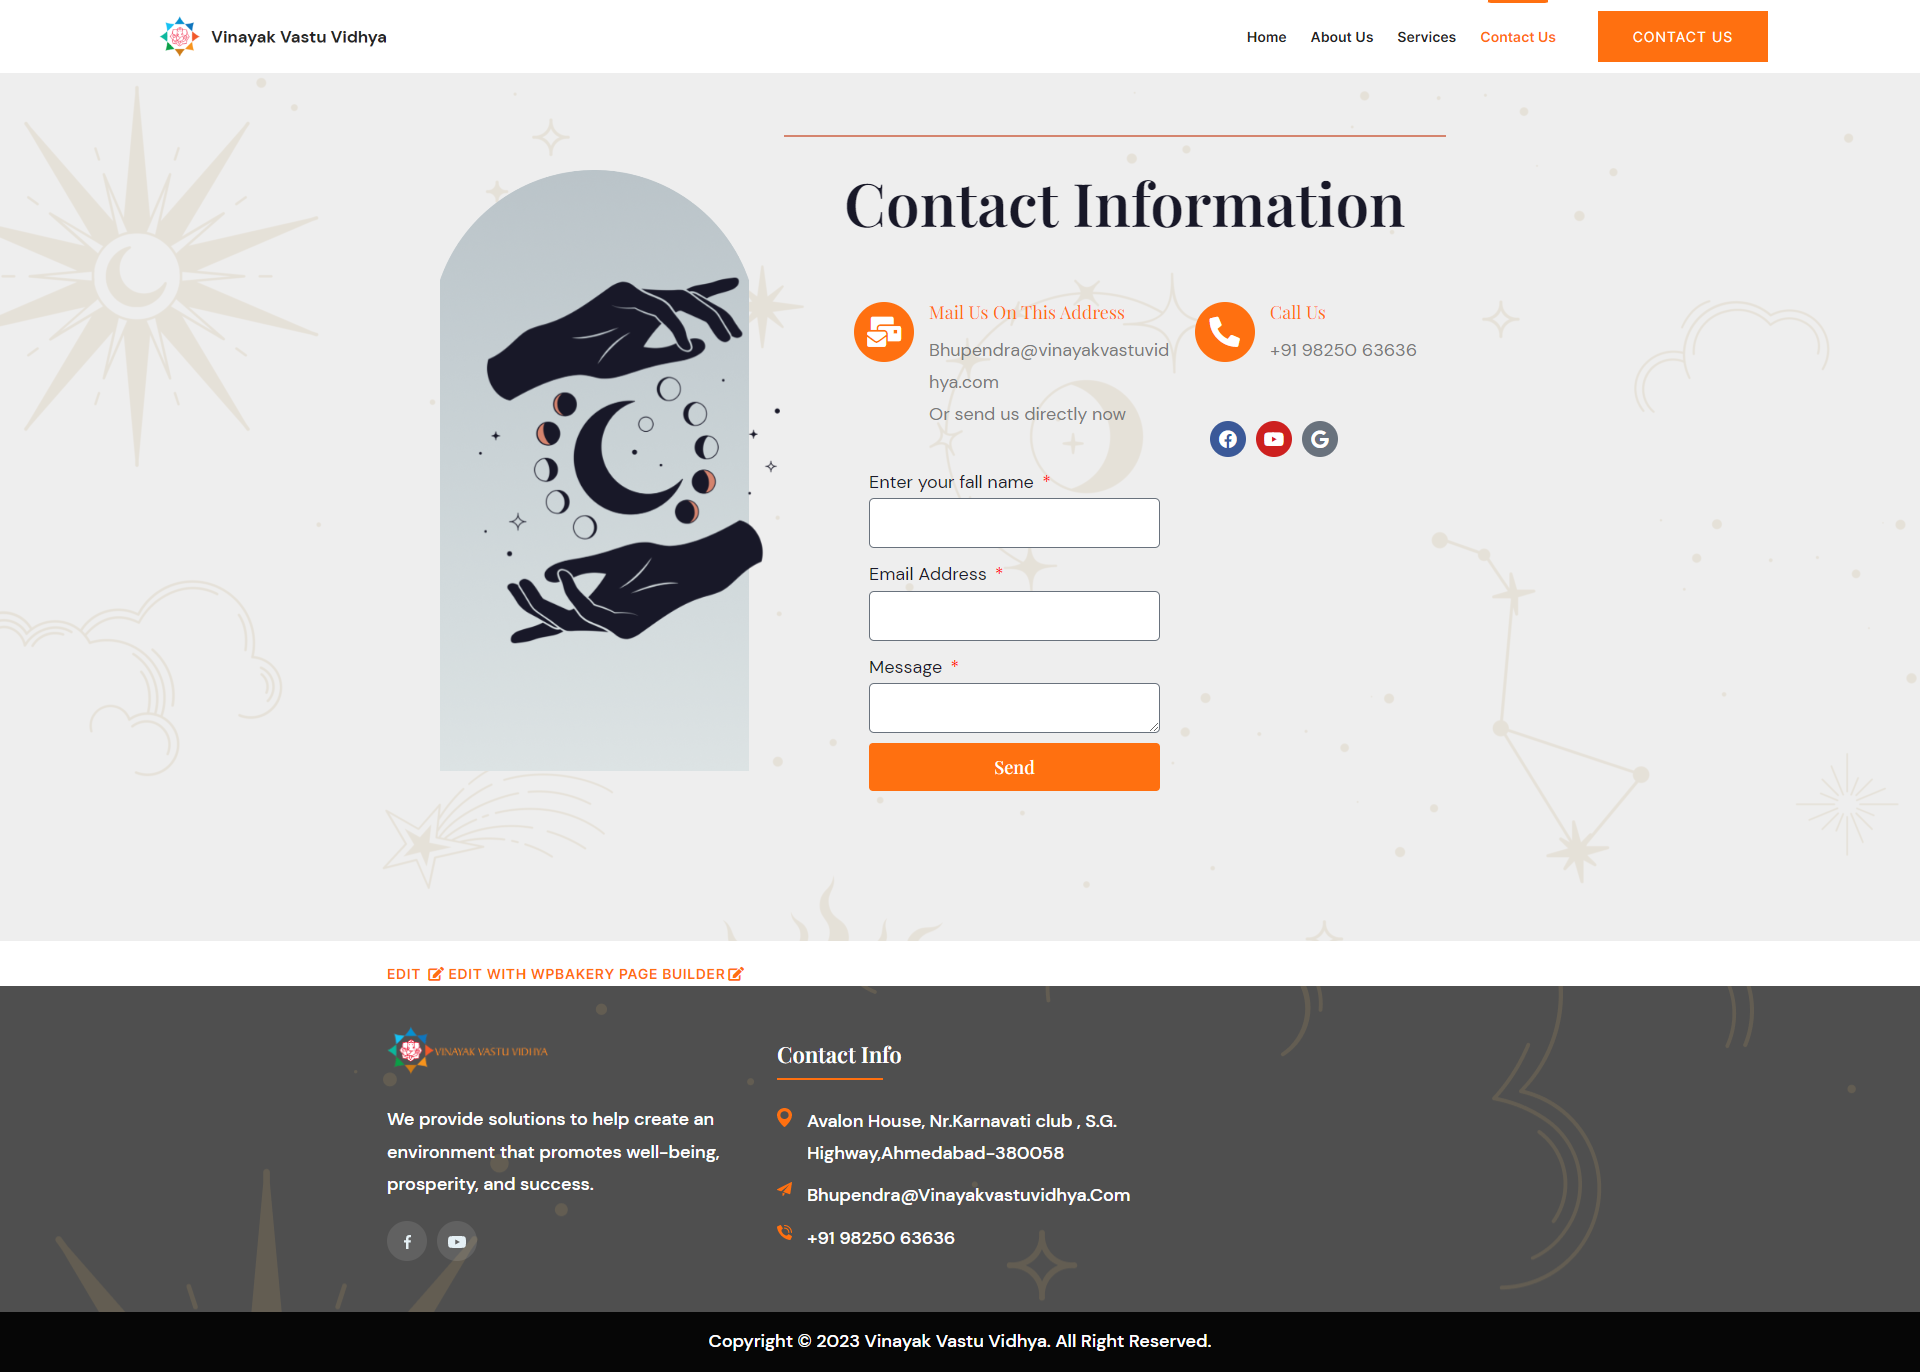 Vinayak Vastu Vidhya
Home About Us Services Contact Us CONTACT US
Contact Information
Mail Us On This Address
Bhupendra@vinayakvastuvid
hya.com
Or send us directly now
Call Us
+91 98250 63636
Enter your fall name *
Email Address *
Message *
Send
EDIT EDIT WITH WPBAKERY PAGE BUILDER
VINAYAK VASTU VIDHYA
We provide solutions to help create an
environment that promotes well-being,
prosperity, and success.
Contact Info
Avalon House, Nr.Karnavati club , S.G.
Highway,Ahmedabad-380058
Bhupendra@Vinayakvastuvidhya.Com
+91 98250 63636
Copyright © 2023 Vinayak Vastu Vidhya. All Right Reserved.